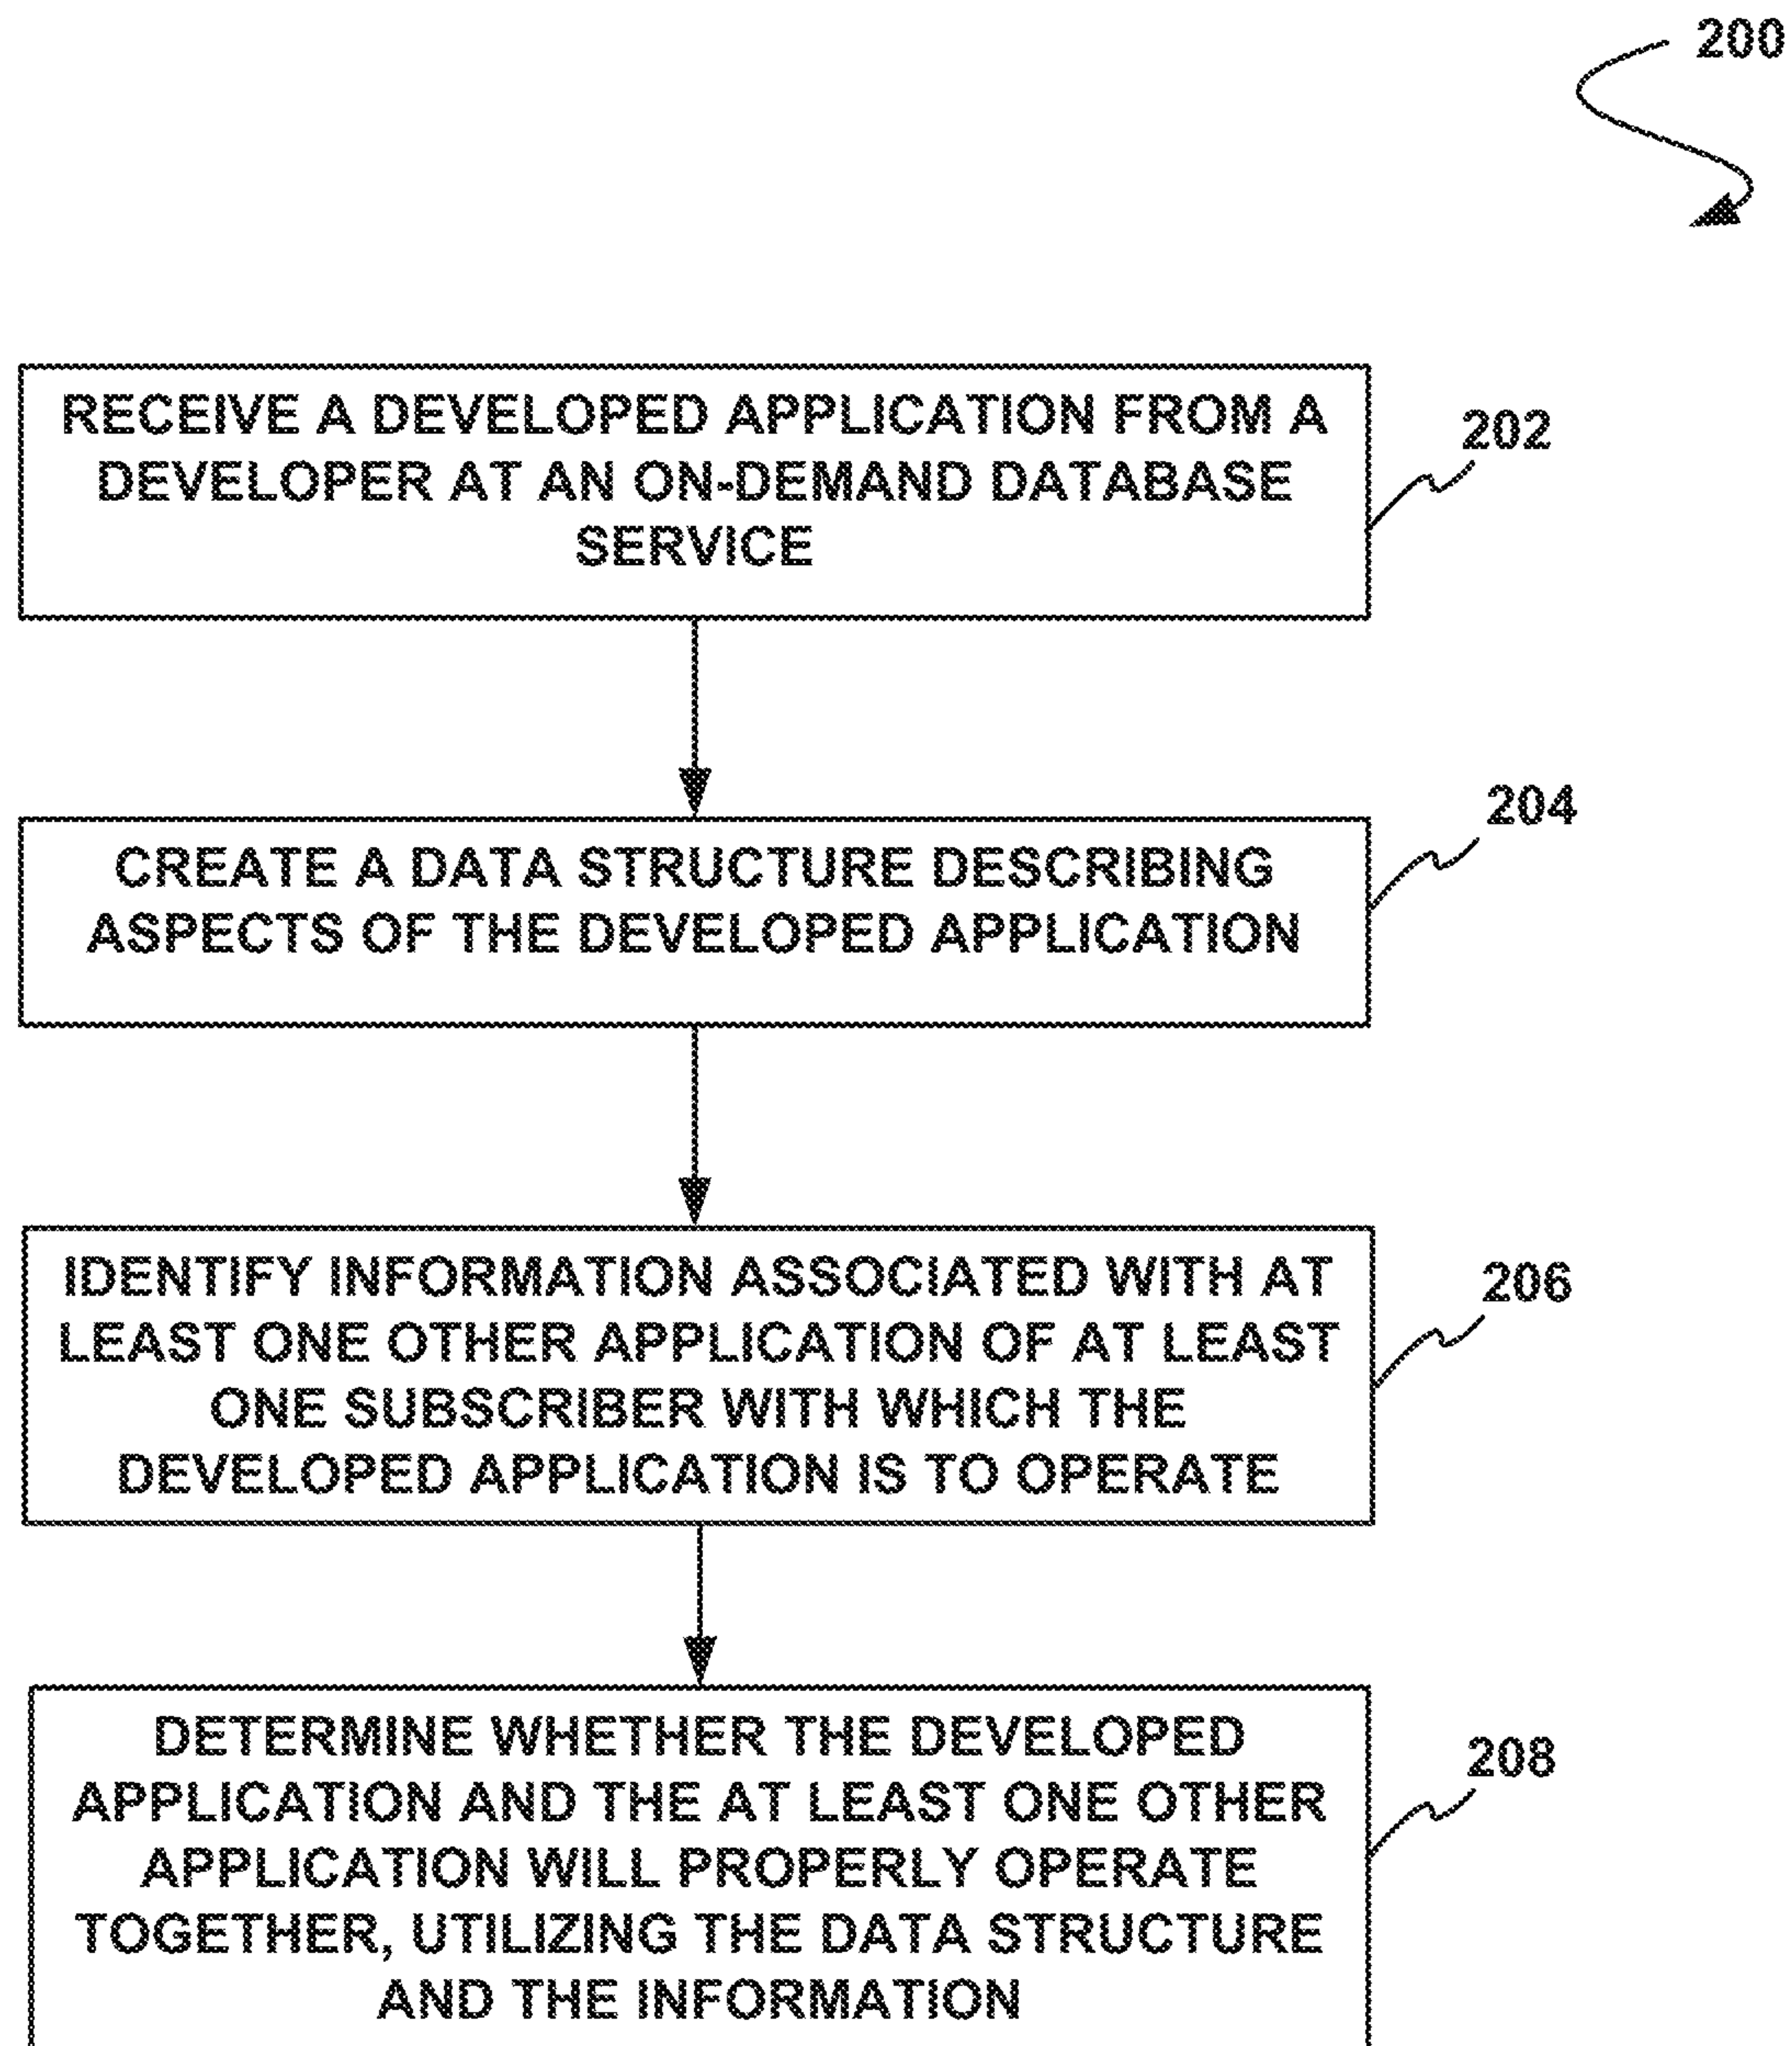 200
RECEIVE A DEVELOPED APPLICATION FROM A
DEVELOPER AT AN ON-DEMAND DATABASE
SERVICE
202
CREATE A DATA STRUCTURE DESCRIBING
ASPECTS OF THE DEVELOPED APPLICATION
204
IDENTIFY INFORMATION ASSOCIATED WITH AT
LEAST ONE OTHER APPLICATION OF AT LEAST
ONE SUBSCRIBER WITH WHICH THE
DEVELOPED APPLICATION IS TO OPERATE
206
DETERMINE WHETHER THE DEVELOPED
APPLICATION AND THE AT LEAST ONE OTHER
APPLICATION WILL PROPERLY OPERATE
TOGETHER, UTILIZING THE DATA STRUCTURE
AND THE INFORMATION
208